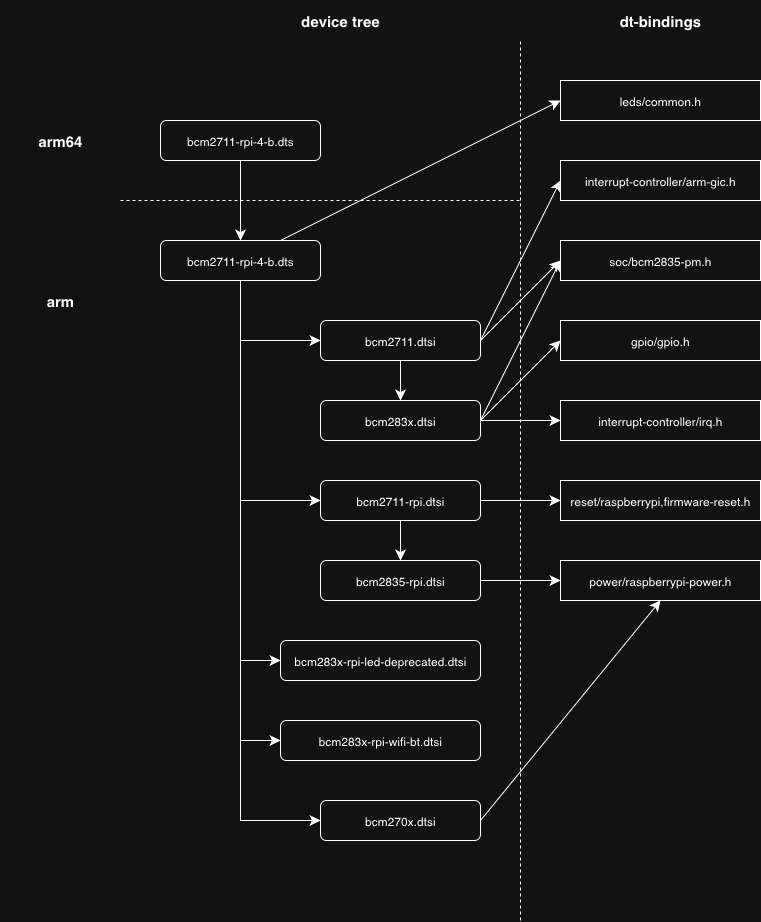 device tree
dt-bindings
leds/common.h
arm64
bcm2711-rpi-4-b.dts
interrupt-controller/arm-gic.h
bcm2711-rpi-4-b.dts
soc/bcm2835-pm.h
arm
bcm2711.dtsi
gpio/gpio.h
bcm283x.dtsi
interrupt-controller/irq.h
bcm2711-rpi.dtsi
reset/raspberrypi,firmware-reset.h
bcm2835-rpi.dtsi
power/raspberrypi-power.h
bcm283x-rpi-led-deprecated.dtsi
bcm283x-rpi-wifi-bt.dtsi
bcm270x.dtsi